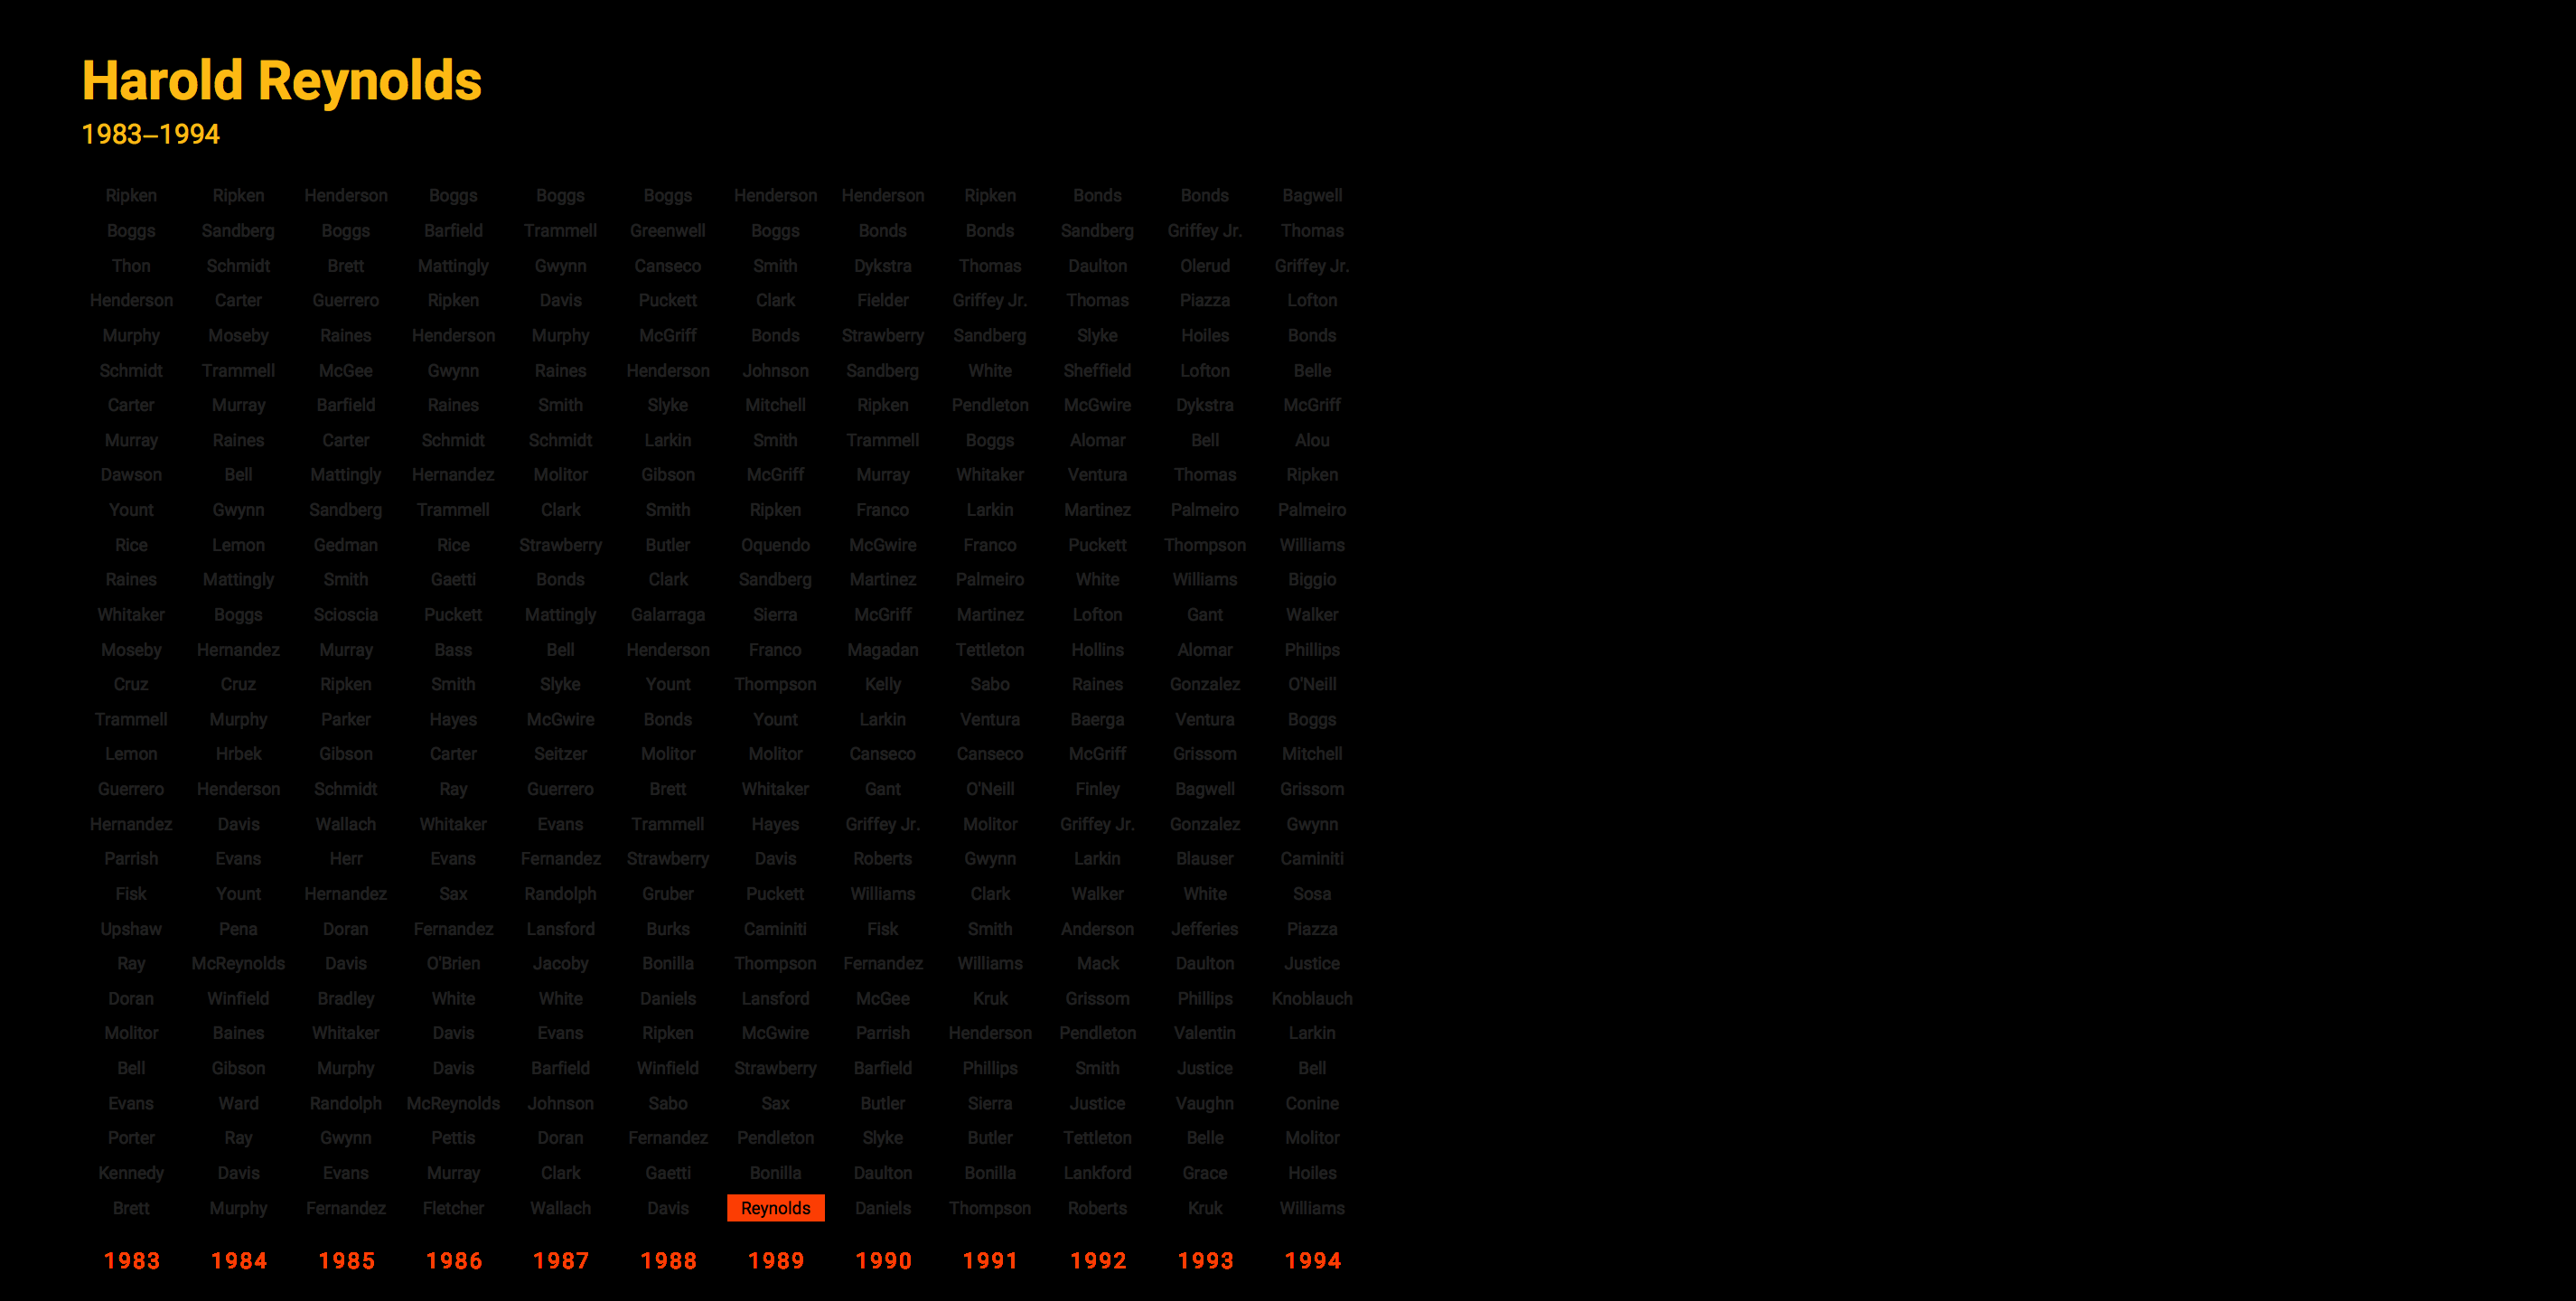 Harold Reynolds
1983–1994
Ripken Ripken Henderson Boggs Boggs Boggs Henderson Henderson Ripken Bonds Bonds Bagwell
Boggs Sandberg Boggs Barfield Trammell Greenwell Boggs Bonds Bonds Sandberg Griffey Jr. Thomas
Thon Schmidt Brett Mattingly Gwynn Canseco Smith Dykstra Thomas Daulton Olerud Griffey Jr.
Henderson Carter Guerrero Ripken Davis Puckett Clark Fielder Griffey Jr. Thomas Piazza Lofton
Murphy Moseby Raines Henderson Murphy McGriff Bonds Strawberry Sandberg Slyke Hoiles Bonds
Schmidt Trammell McGee Gwynn Raines Henderson Johnson Sandberg White Sheffield Lofton Belle
Carter Murray Barfield Raines Smith Slyke Mitchell Ripken Pendleton McGwire Dykstra McGriff
Murray Raines Carter Schmidt Schmidt Larkin Smith Trammell Boggs Alomar Bell Alou
Dawson Bell Mattingly Hernandez Molitor Gibson McGriff Murray Whitaker Ventura Thomas Ripken
Yount Gwynn Sandberg Trammell Clark Smith Ripken Franco Larkin Martinez Palmeiro Palmeiro
Rice Lemon Gedman Rice Strawberry Butler Oquendo McGwire Franco Puckett Thompson Williams
Raines Mattingly Smith Gaetti Bonds Clark Sandberg Martinez Palmeiro White Williams Biggio
Whitaker Boggs Scioscia Puckett Mattingly Galarraga Sierra McGriff Martinez Lofton Gant Walker
Moseby Hernandez Murray Bass Bell Henderson Franco Magadan Tettleton Hollins Alomar Phillips
Cruz Cruz Ripken Smith Slyke Yount Thompson Kelly Sabo Raines Gonzalez O'Neill
Trammell Murphy Parker Hayes McGwire Bonds Yount Larkin Ventura Baerga Ventura Boggs
Lemon Hrbek Gibson Carter Seitzer Molitor Molitor Canseco Canseco McGriff Grissom Mitchell
Guerrero Henderson Schmidt Ray Guerrero Brett Whitaker Gant O'Neill Finley Bagwell Grissom
Hernandez Davis Wallach Whitaker Evans Trammell Hayes Griffey Jr. Molitor Griffey Jr. Gonzalez Gwynn
Parrish Evans Herr Evans Fernandez Strawberry Davis Roberts Gwynn Larkin Blauser Caminiti
Fisk Yount Hernandez Sax Randolph Gruber Puckett Williams Clark Walker White Sosa
Upshaw Pena Doran Fernandez Lansford Burks Caminiti Fisk Smith Anderson Jefferies Piazza
Ray McReynolds Davis O'Brien Jacoby Bonilla Thompson Fernandez Williams Mack Daulton Justice
Doran Winfield Bradley White White Daniels Lansford McGee Kruk Grissom Phillips Knoblauch
Molitor Baines Whitaker Davis Evans Ripken McGwire Parrish Henderson Pendleton Valentin Larkin
Bell Gibson Murphy Davis Barfield Winfield Strawberry Barfield Phillips Smith Justice Bell
Evans Ward Randolph McReynolds Johnson Sabo Sax Butler Sierra Justice Vaughn Conine
Porter Ray Gwynn Pettis Doran Fernandez Pendleton Slyke Butler Tettleton Belle Molitor
Kennedy Davis Evans Murray Clark Gaetti Bonilla Daulton Bonilla Lankford Grace Hoiles
Brett Murphy Fernandez Fletcher Wallach Davis Reynolds Daniels Thompson Roberts Kruk Williams
1983 1984 1985 1986 1987 1988 1989 1990 1991 1992 1993 1994